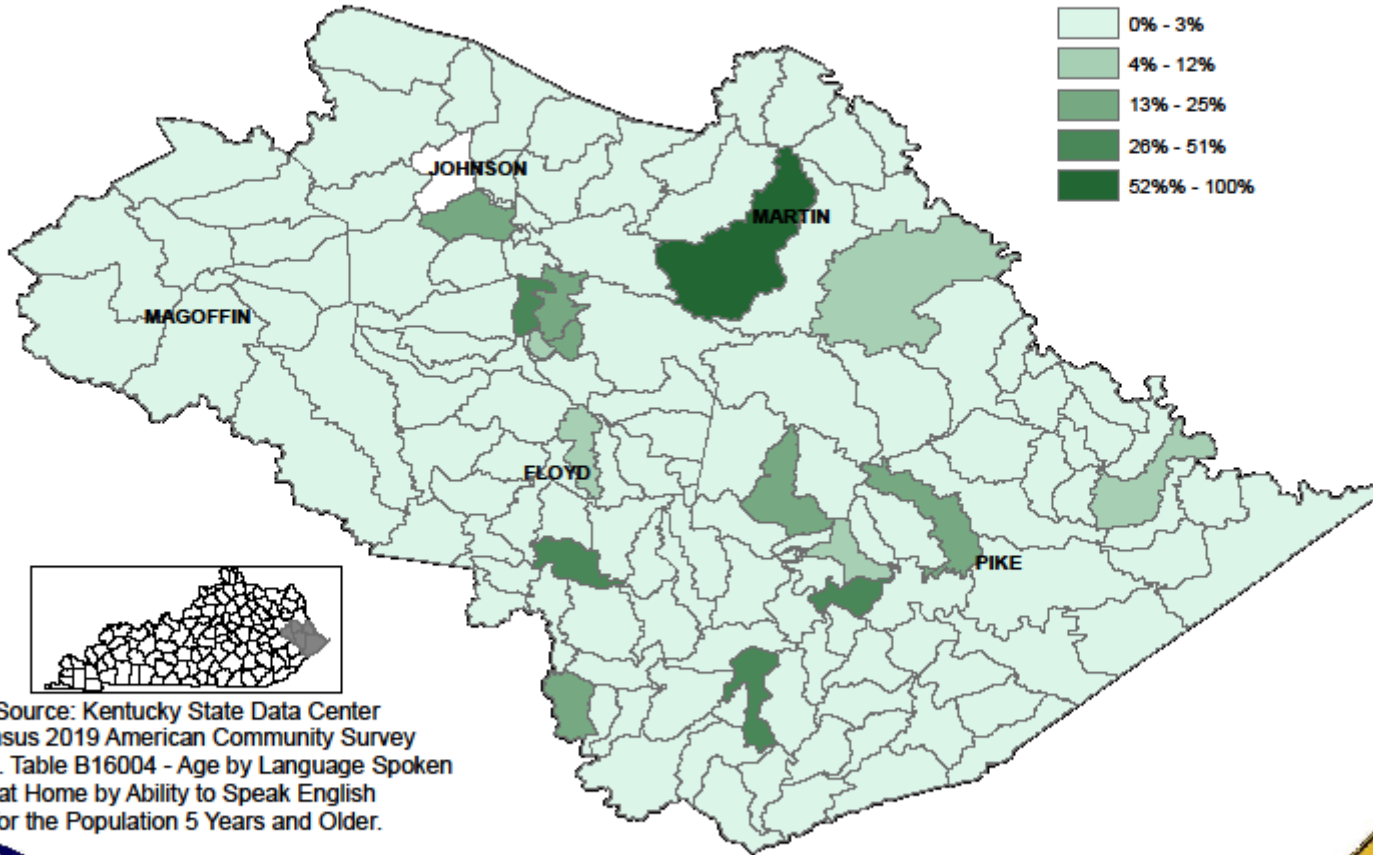 0% - 3%
4% - 12%
13% - 25%
26% - 51%
52%% - 100%
JOHNSON
MARTIN
MAGOFFIN
FLOYD
PIKE
Source: Kentucky State Data Center
nsus 2019 American Community Survey
. Table B16004 - Age by Language Spoken
at Home by Ability to Speak English
or the Population 5 Years and Older.